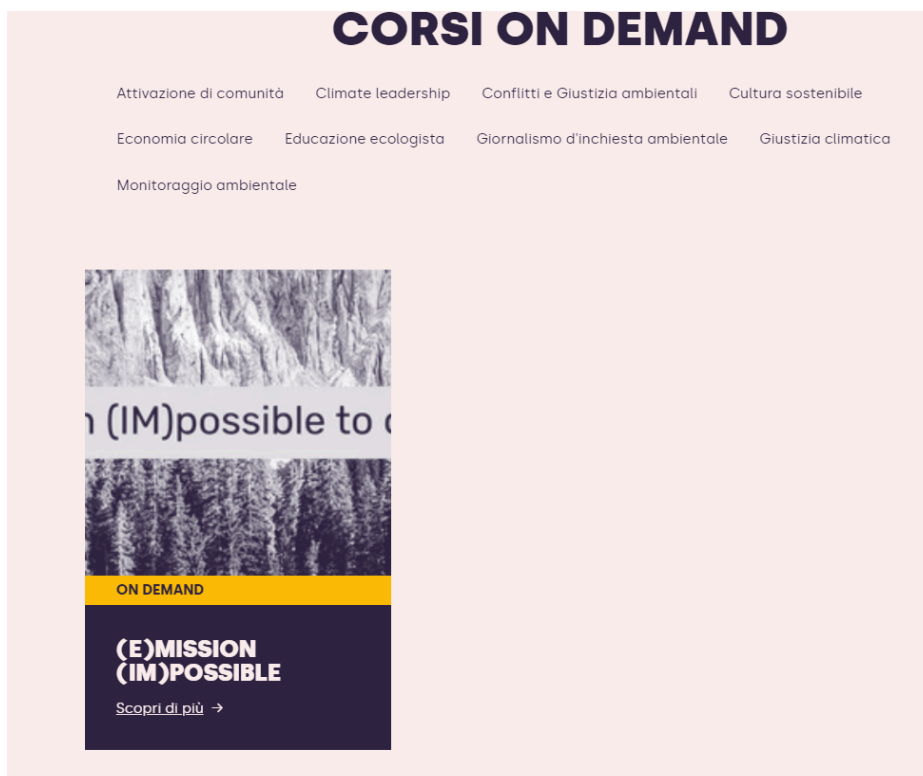 CORSI ON DEMAND
Attivazione di comunità Climate leadership Conflitti e Giustizia ambientali Cultura sostenibile
Economia circolare Educazione ecologista Giornalismo d'inchiesta ambientale Giustizia climatica
Monitoraggio ambientale
(IM)possible to
ON DEMAND
(E)MISSION
(IM)POSSIBLE
Scopri di più →